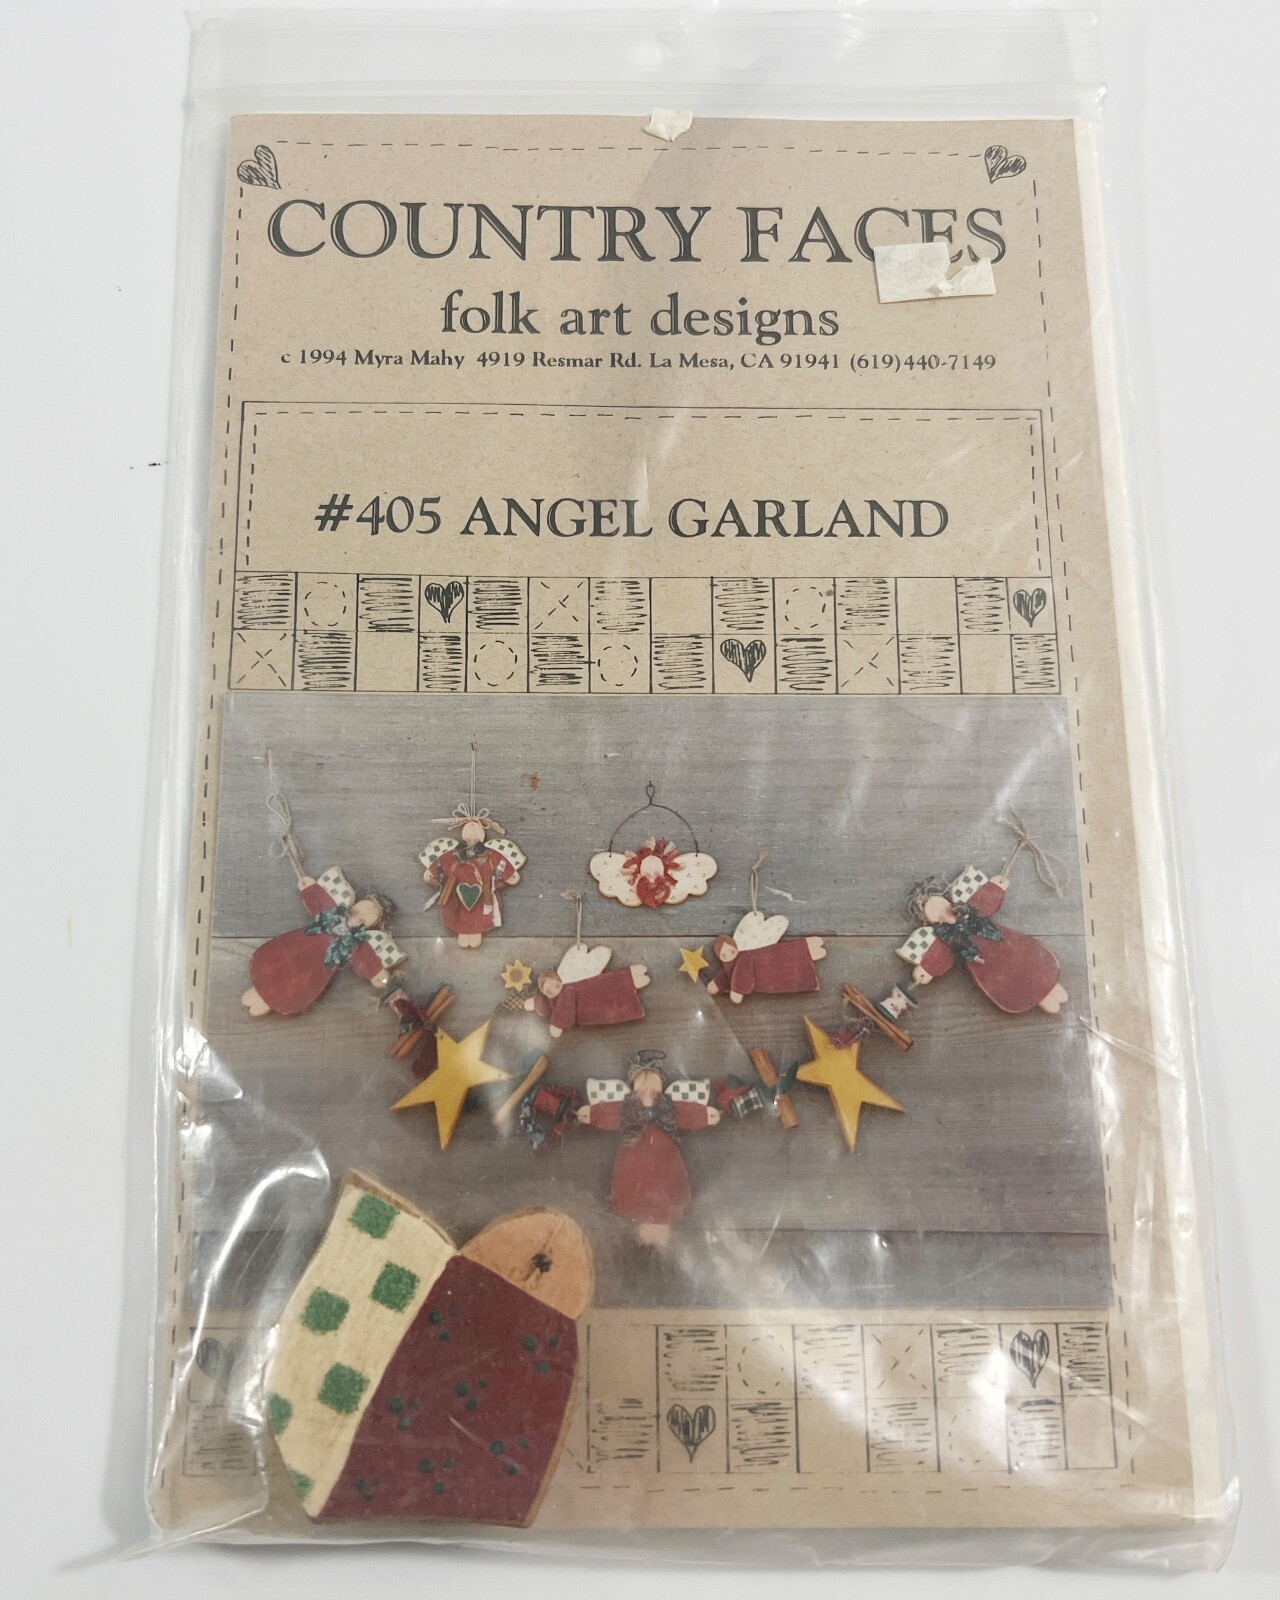 COUNTRY FACES
folk art designs
c 1994 Myra Mahy 4919 Resmar Rd. La Mesa, CA 91941 (619)440-7149
#405 ANGEL GARLAND